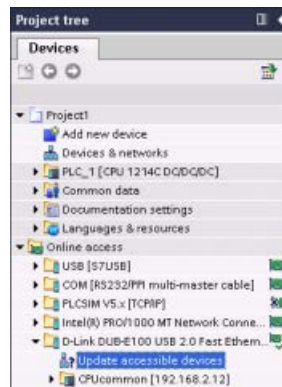 Project tree
Devices
Project1
Add new device
Devices & networks
PLC_1 [CPU 1214C DC/DC/DC]
Common data
Documentation settings
Languages & resources
Online access
USB [S7USB]
COM [RS232/PPI multi-master cable]
PLCSIM V5.x [TCP/IP]
Intel(R) PRO/1000 MT Network Conne...
D-Link DUB-E100 USB 2.0 Fast Ethern...
Update accessible devices
CPUcommon [192.168.2.12]